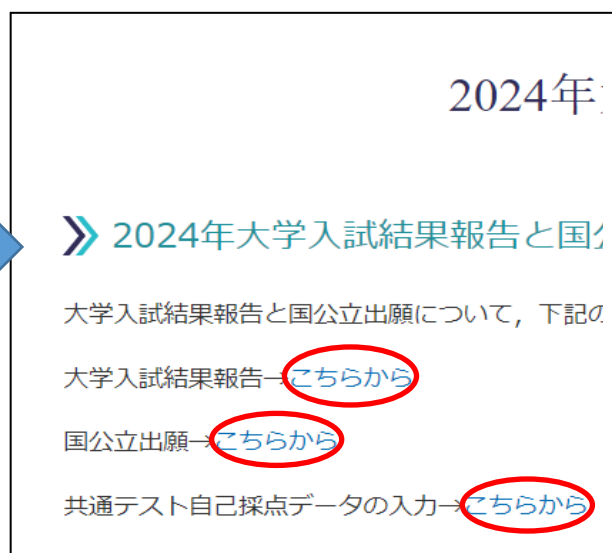 2024年
2024年大学入試結果報告と国
大学入試結果報告と国公立出願について，下記の
大学入試結果報告→こちらから
国公立出願→こちらから
共通テスト自己採点データの入力→こちらから